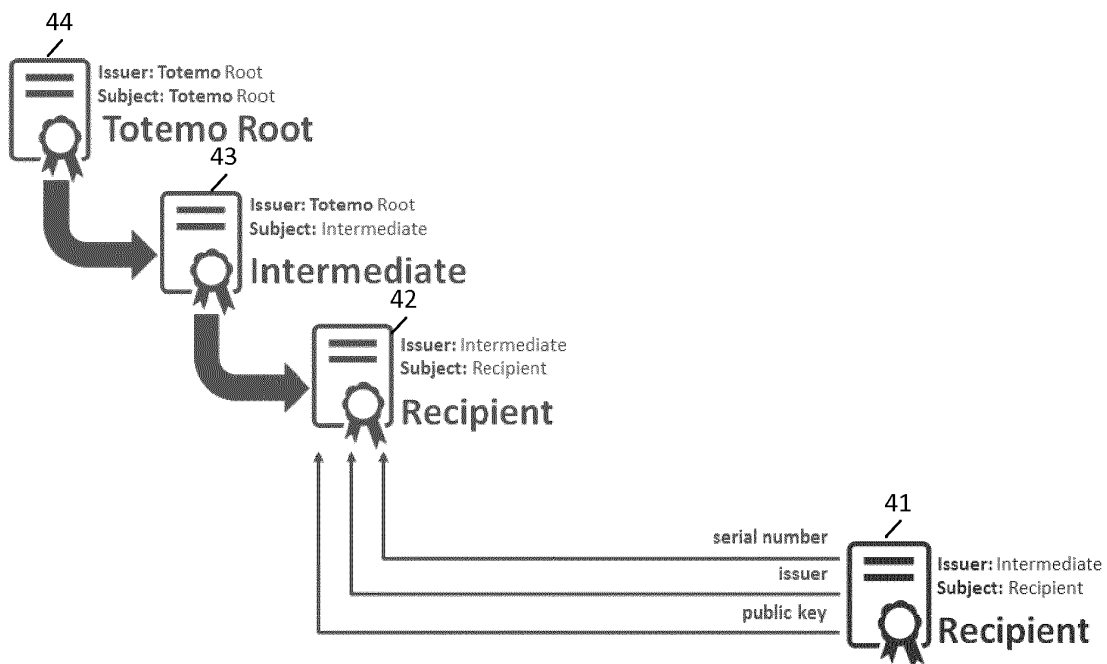 44
Issuer: Totemo Root
Subject: Totemo Root
Totemo Root
43
Issuer: Totemo Root
Subject: Intermediate
Intermediate
42
Issuer: Intermediate
Subject: Recipient
Recipient
41
serial number
issuer
public key
Issuer: Intermediate
Subject: Recipient
Recipient